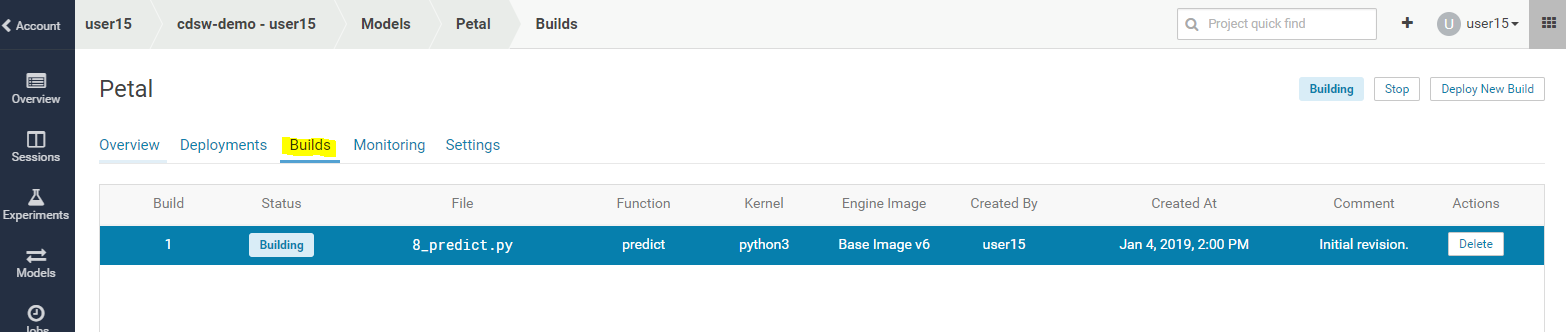 Account
user15 cdsw-demo - user15 Models Petal Builds
Project quick find
+ U user15
Overview
Sessions
Experiments
Models
Jobs
Petal
Building Stop Deploy New Build
Overview Deployments Builds Monitoring Settings
Build Status File Function Kernel Engine Image Created By Created At Comment Actions
1 Building 8_predict.py predict python3 Base Image v6 user15 Jan 4, 2019, 2:00 PM Initial revision. Delete